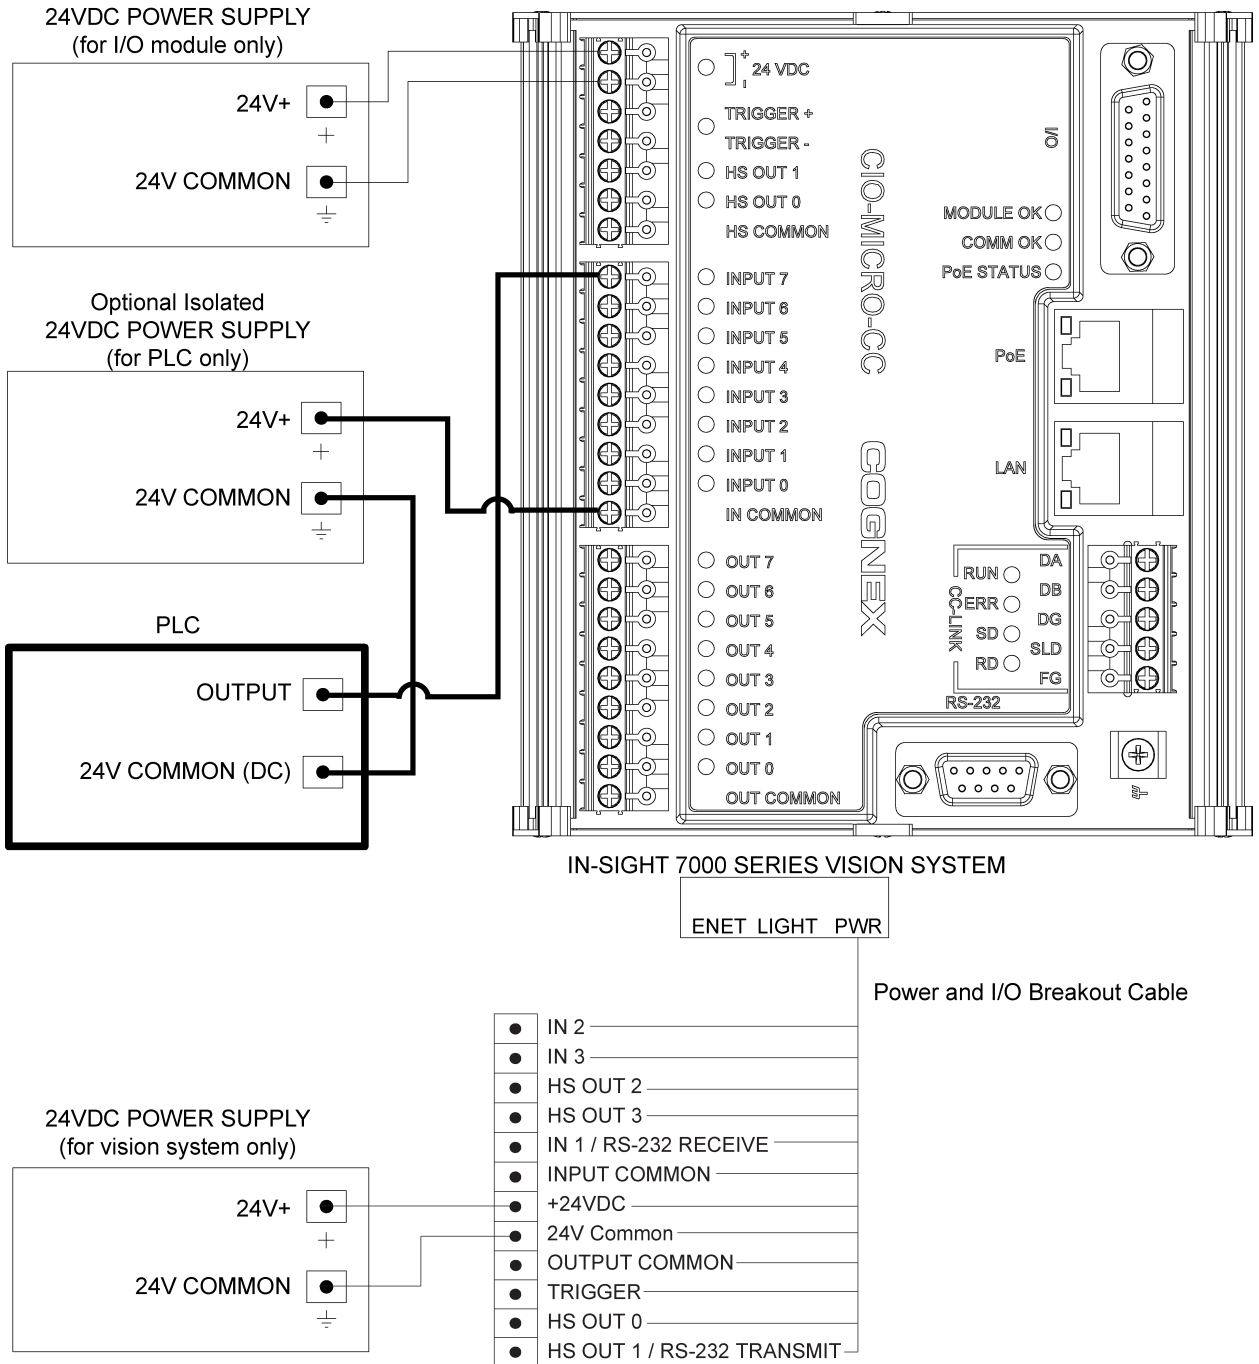 24VDC POWER SUPPLY
(for I/O module only)
24V+
+
24V COMMON
Optional Isolated
24VDC POWER SUPPLY
(for PLC only)
24V+
+
24V COMMON
PLC
OUTPUT
24V COMMON (DC)
+
24 VDC
-
TRIGGER +
TRIGGER -
HS OUT 1
HS OUT 0
HS COMMON
INPUT 7
INPUT 6
INPUT 5
INPUT 4
INPUT 3
INPUT 2
INPUT 1
INPUT 0
IN COMMON
OUT 7
OUT 6
OUT 5
OUT 4
OUT 3
OUT 2
OUT 1
OUT 0
OUT COMMON
CIO-MICRO-CC
COGNEX
I/O
MODULE OK
COMM OK
PoE STATUS
PoE
LAN
CC-LINK
RUN
ERR
SD
RD
DA
DB
DG
SLD
FG
RS-232
IN-SIGHT 7000 SERIES VISION SYSTEM
ENET LIGHT PWR
Power and I/O Breakout Cable
IN 2
IN 3
HS OUT 2
HS OUT 3
IN 1 / RS-232 RECEIVE
INPUT COMMON
+24VDC
24V Common
OUTPUT COMMON
TRIGGER
HS OUT 0
HS OUT 1 / RS-232 TRANSMIT
24VDC POWER SUPPLY
(for vision system only)
24V+
+
24V COMMON